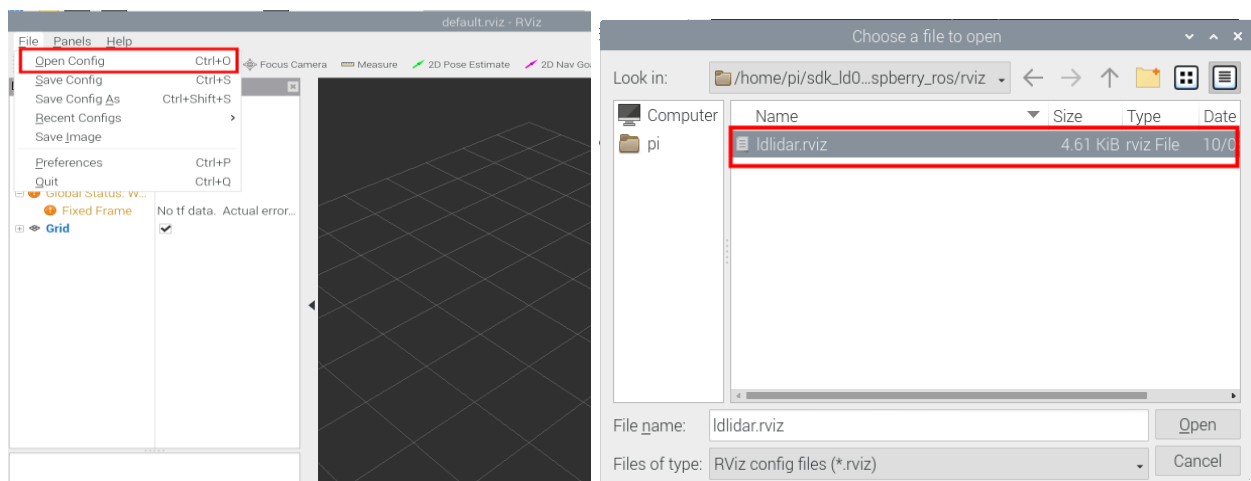 default.rviz - RViz
File Panels Help
Open Config Ctrl+O
Focus Camera Measure 2D Pose Estimate 2D Nav Goa
Save Config Ctrl+S
Save Config As Ctrl+Shift+S
Recent Configs
Save Image
Preferences Ctrl+P
Quit Ctrl+Q
Global Status: W...
Fixed Frame No tf data. Actual error...
Grid
Choose a file to open
Look in: /home/pi/sdk_ld0...spberry_ros/rviz
Computer
pi
Name Size Type Date
ldlidar.rviz 4.61 KiB rviz File 10/0
File name: ldlidar.rviz Open
Files of type: RViz config files (*.rviz) Cancel